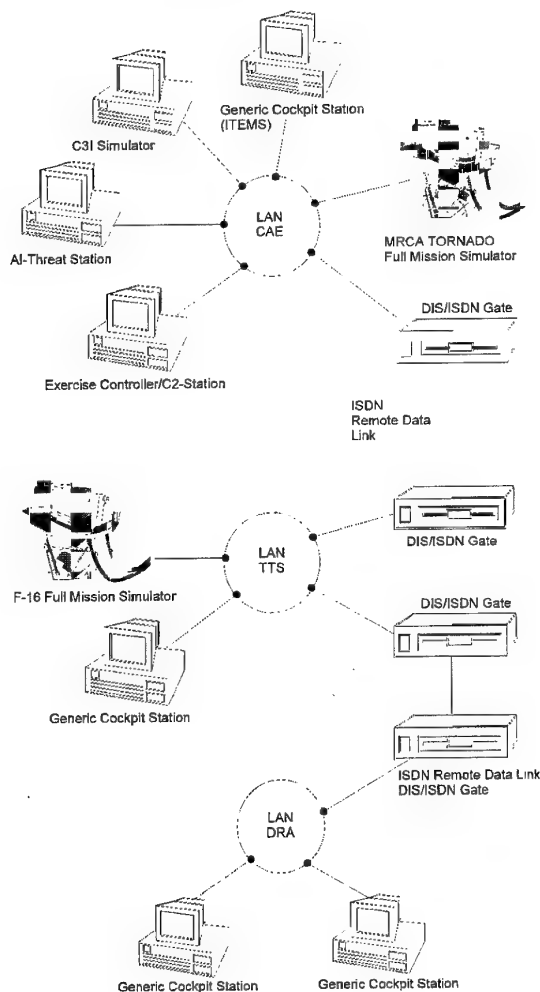 Generic Cockpit Station
(ITEMS)
C3I Simulator
LAN
CAE
MRCA TORNADO
Full Mission Simulator
AI-Threat Station
DIS/ISDN Gate
Exercise Controller/C2-Station
ISDN
Remote Data
Link
LAN
TTS
DIS/ISDN Gate
F-16 Full Mission Simulator
DIS/ISDN Gate
Generic Cockpit Station
ISDN Remote Data Link
DIS/ISDN Gate
LAN
DRA
Generic Cockpit Station
Generic Cockpit Station